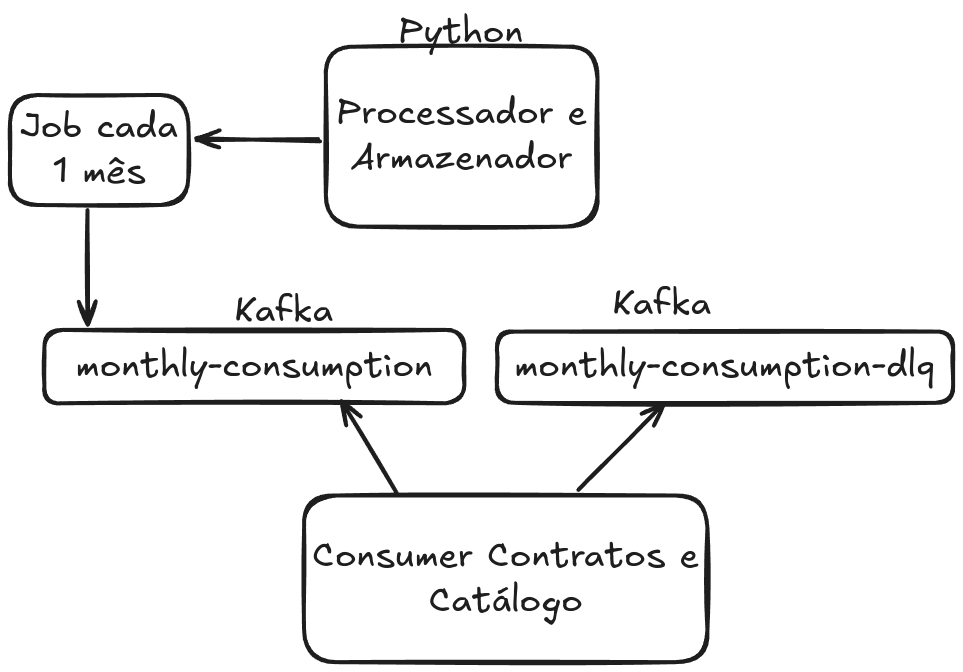 Python
Processador e
Armazenador
Job cada
1 mês
Kafka
monthly-consumption
Kafka
monthly-consumption-dlq
Consumer Contratos e
Catálogo